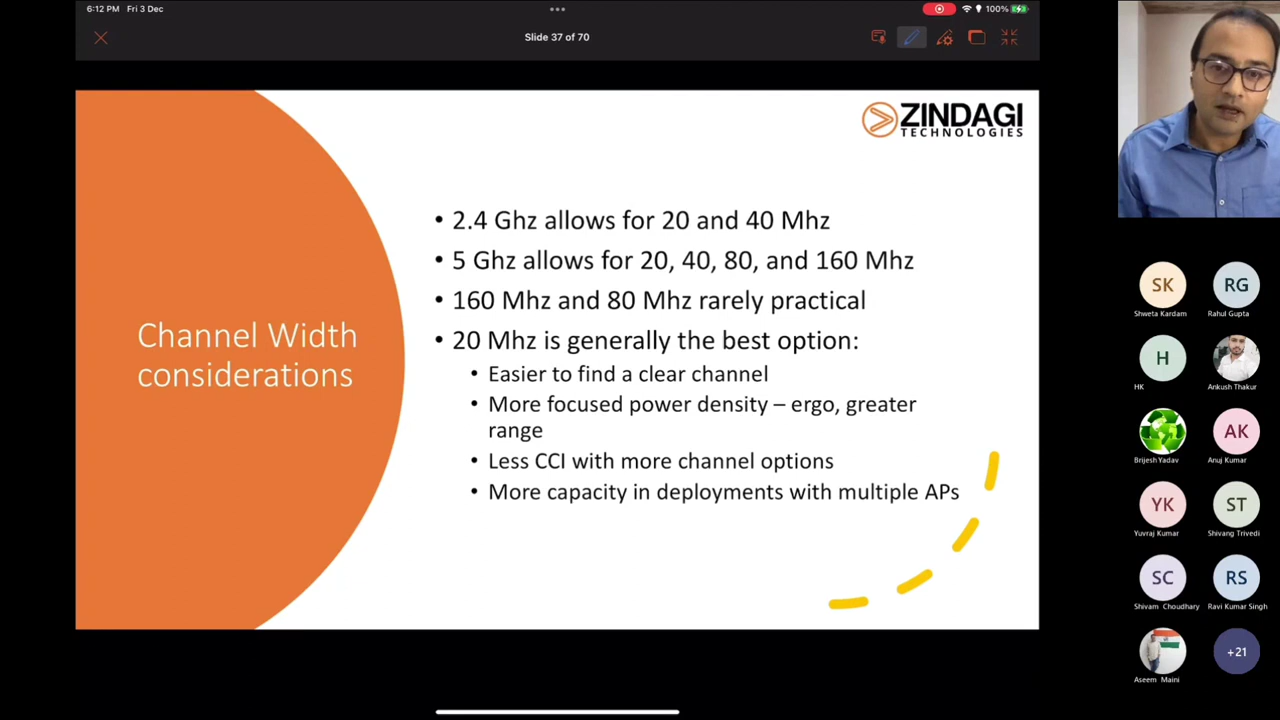 6:12 PM Fri 3 Dec
100%
Slide 37 of 70
ZINDAGI
TECHNOLOGIES
Channel Width
considerations
• 2.4 Ghz allows for 20 and 40 Mhz
• 5 Ghz allows for 20, 40, 80, and 160 Mhz
• 160 Mhz and 80 Mhz rarely practical
• 20 Mhz is generally the best option:
• Easier to find a clear channel
• More focused power density – ergo, greater
range
• Less CCI with more channel options
• More capacity in deployments with multiple APs
SK
RG
Shweta Kardam
Rahul Gupta
H
HK
Ankush Thakur
AK
Brijesh Yadav
Anuj Kumar
YK
ST
Yuvraj Kumar
Shivang Trivedi
SC
RS
Shivam Choudhary
Ravi Kumar Singh
+21
Aseem Maini